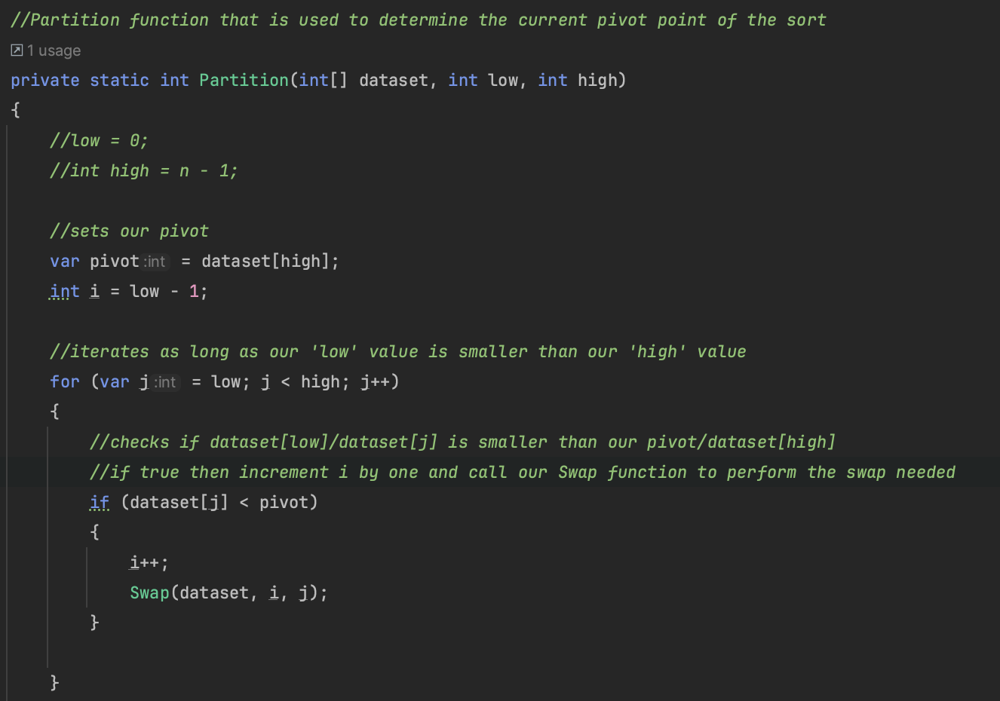 //Partition function that is used to determine the current pivot point of the sort
1 usage
private static int Partition(int[] dataset, int low, int high)
{
    //low = 0;
    //int high = n - 1;

    //sets our pivot
    var pivot :int = dataset[high];
    int i = low - 1;

    //iterates as long as our 'low' value is smaller than our 'high' value
    for (var j :int = low; j < high; j++)
    {
        //checks if dataset[low]/dataset[j] is smaller than our pivot/dataset[high]
        //if true then increment i by one and call our Swap function to perform the swap needed
        if (dataset[j] < pivot)
        {
            i++;
            Swap(dataset, i, j);
        }

    }